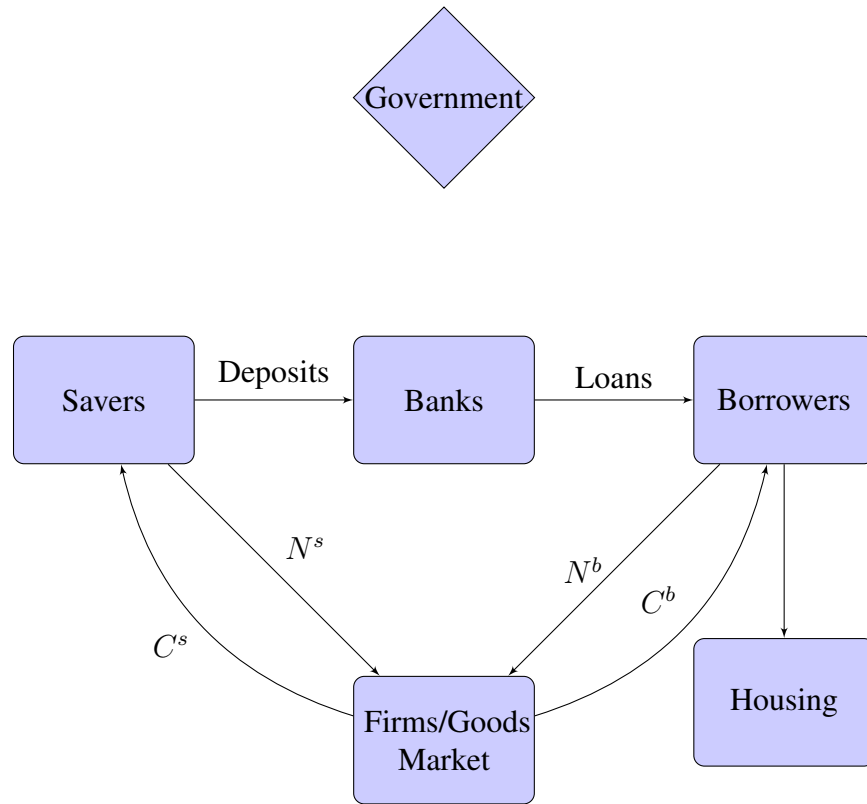 Government
Deposits
Loans
Savers
Banks
Borrowers
N^s
N^b
C^b
C^s
Firms/Goods
Market
Housing